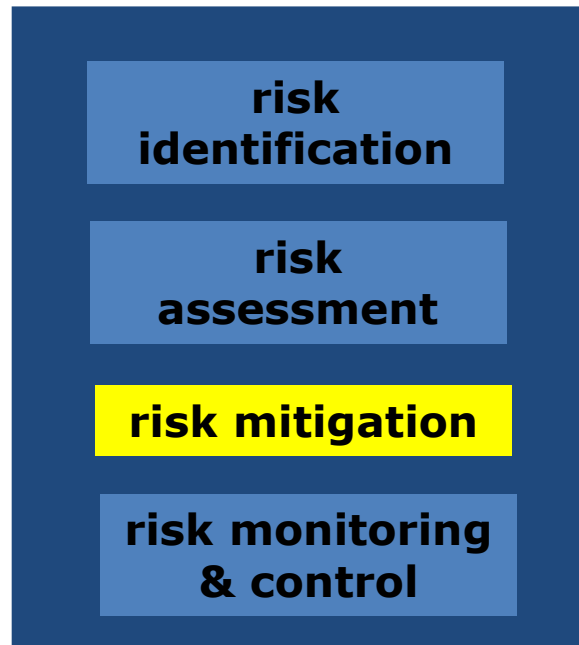 risk
identification
risk
assessment
risk mitigation
risk monitoring
& control